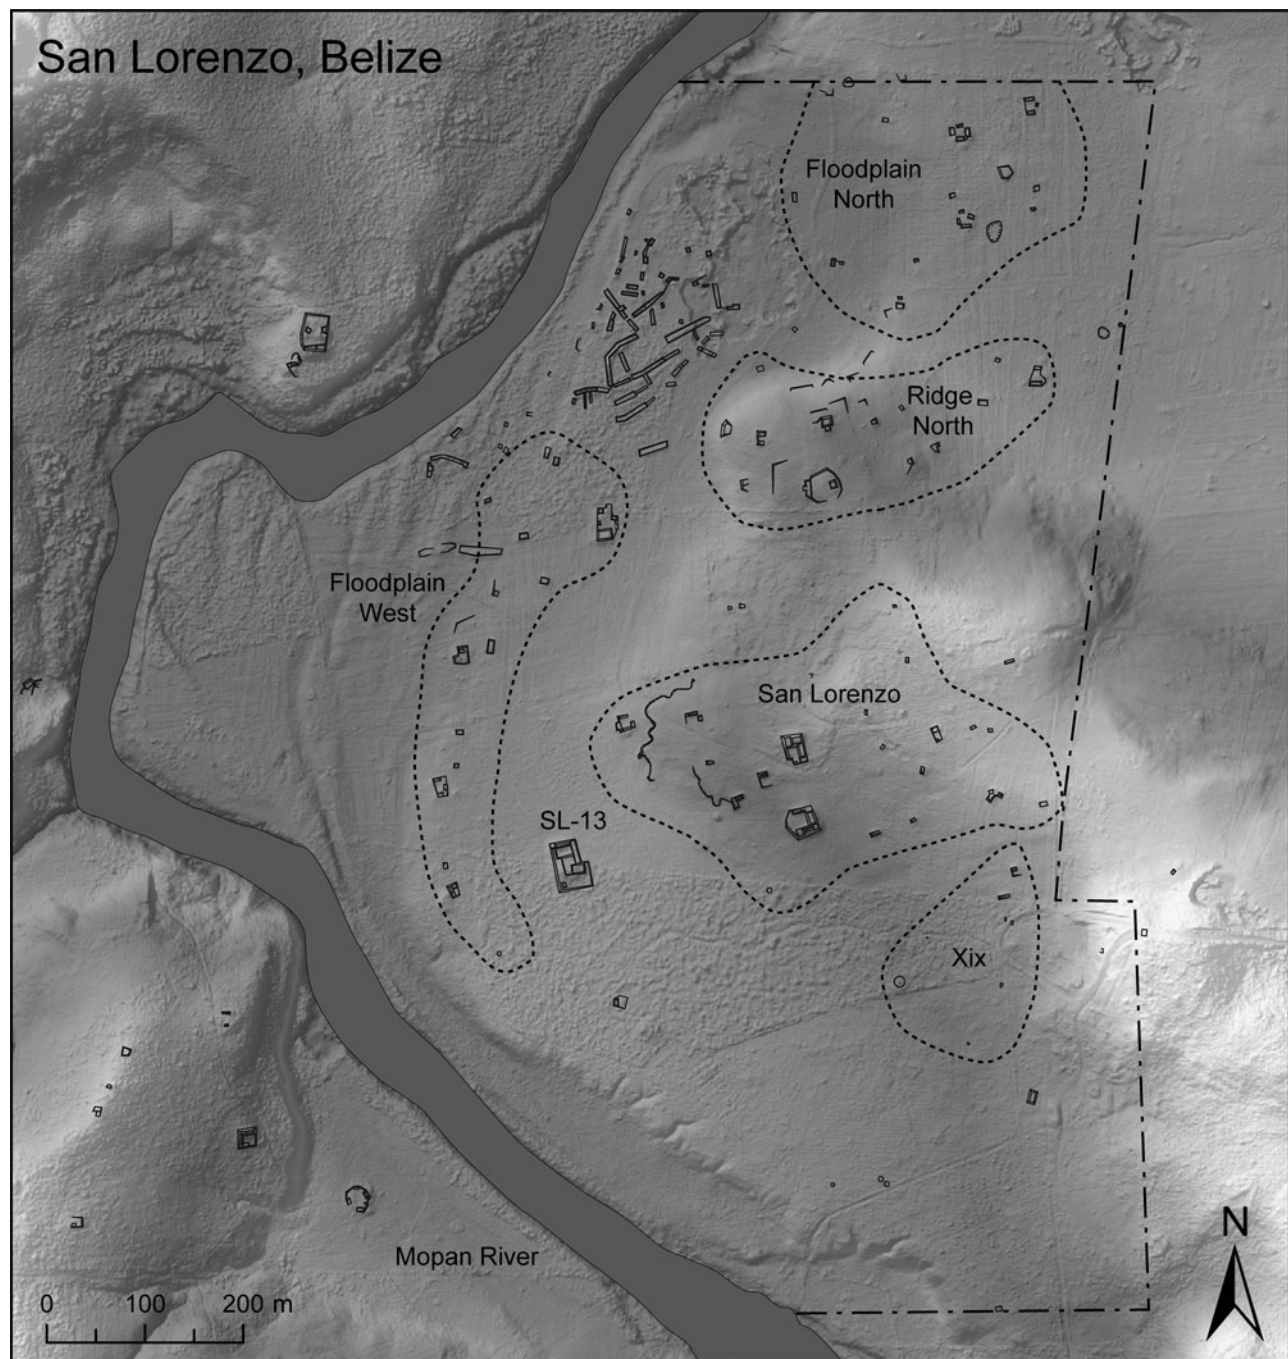 San Lorenzo, Belize
Floodplain
North
Ridge
North
Floodplain
West
San Lorenzo
SL-13
Xix
Mopan River
N
0 100 200 m